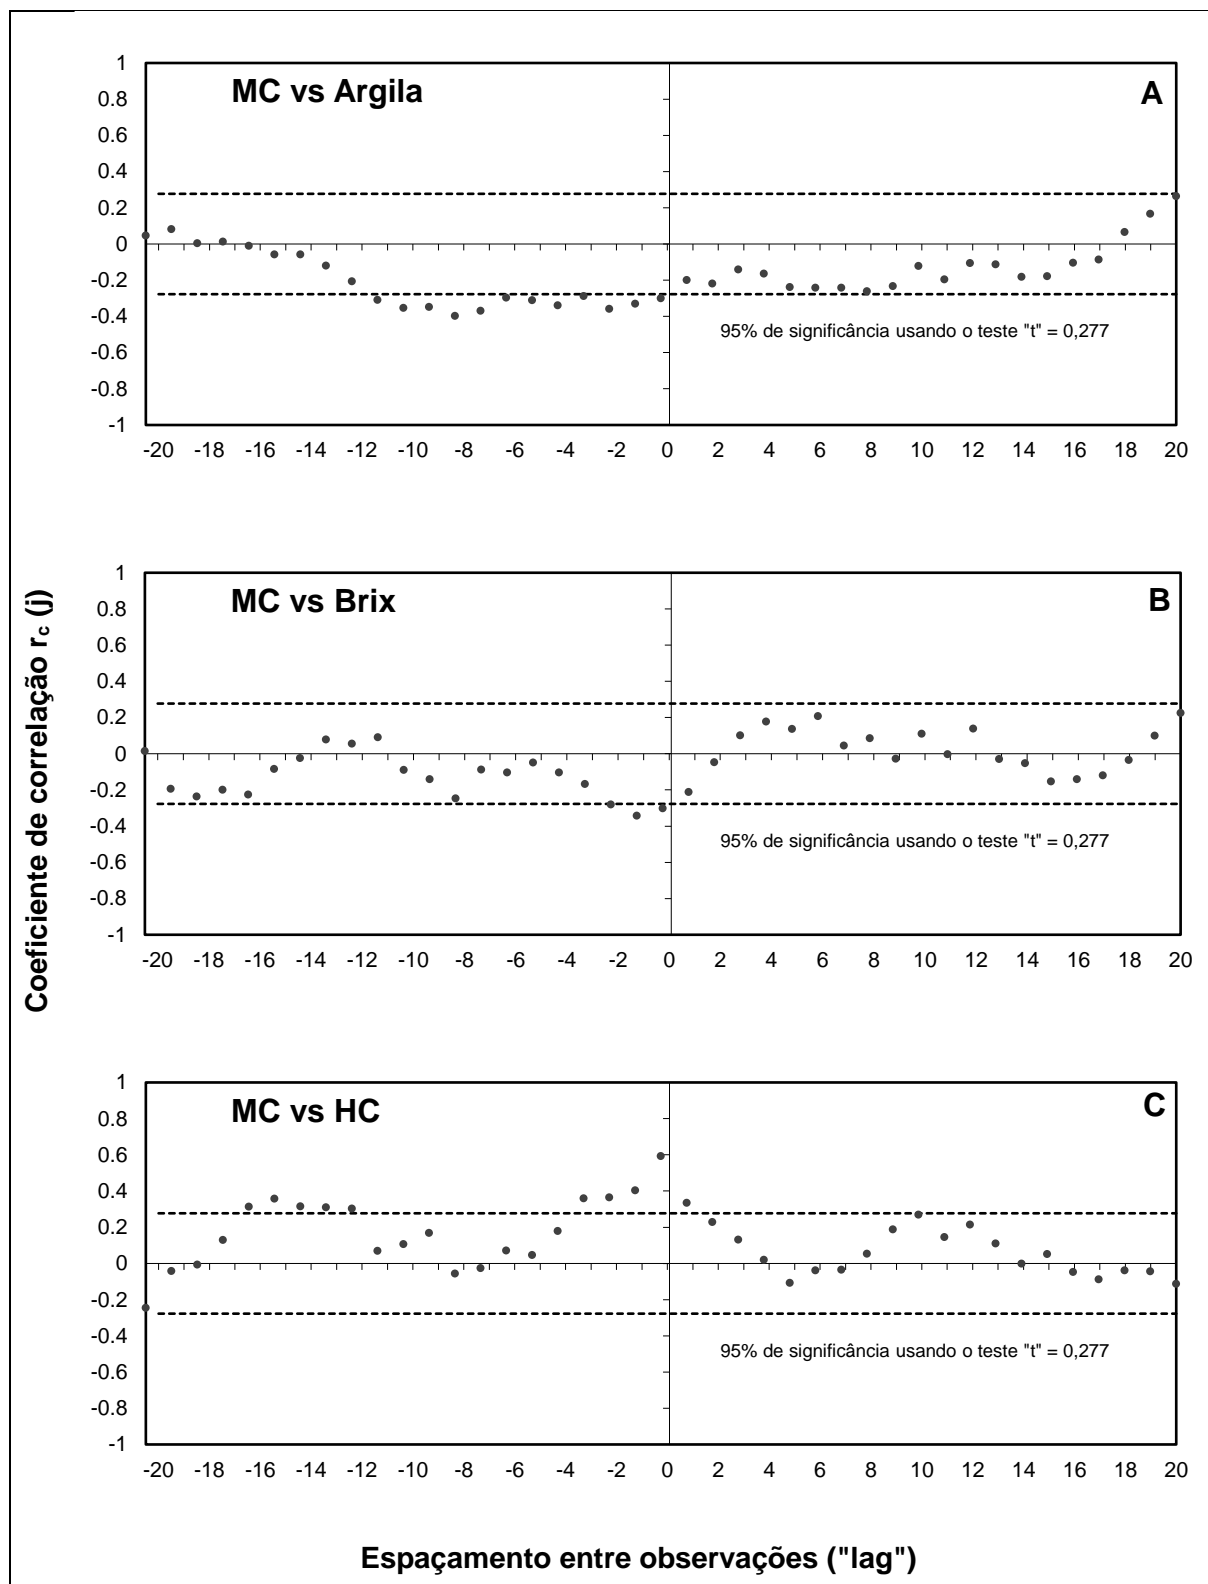 MC vs Argila
A
1
0.8
0.6
0.4
0.2
0
-0.2
-0.4
-0.6
-0.8
-1
95% de significância usando o teste "t" = 0,277
-20 -18 -16 -14 -12 -10 -8 -6 -4 -2 0 2 4 6 8 10 12 14 16 18 20
Coeficiente de correlação rc (j)
MC vs Brix
B
1
0.8
0.6
0.4
0.2
0
-0.2
-0.4
-0.6
-0.8
-1
95% de significância usando o teste "t" = 0,277
-20 -18 -16 -14 -12 -10 -8 -6 -4 -2 0 2 4 6 8 10 12 14 16 18 20
MC vs HC
C
1
0.8
0.6
0.4
0.2
0
-0.2
-0.4
-0.6
-0.8
-1
95% de significância usando o teste "t" = 0,277
-20 -18 -16 -14 -12 -10 -8 -6 -4 -2 0 2 4 6 8 10 12 14 16 18 20
Espaçamento entre observações ("lag")